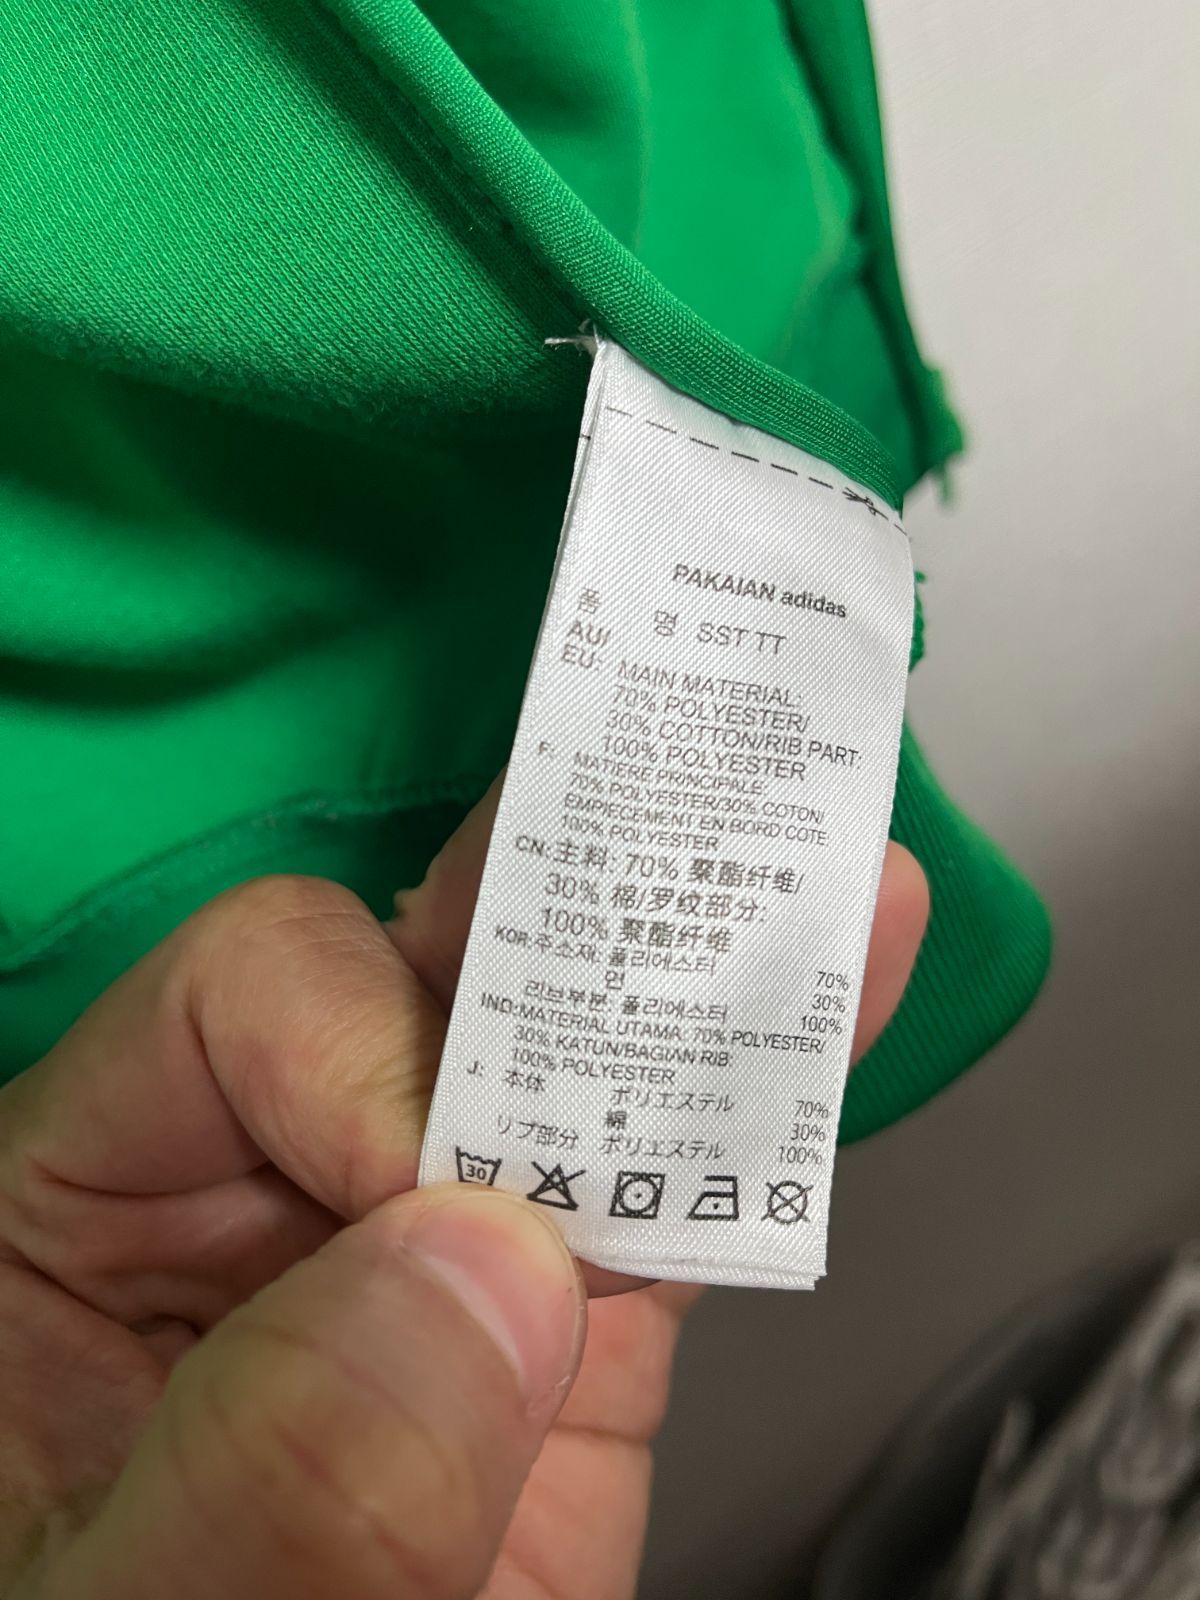 PAKAIAN adidas
품 명 SST TT
AU/
EU: MAIN MATERIAL:
70% POLYESTER/
30% COTTON/RIB PART:
100% POLYESTER
F: MATIERE PRINCIPALE:
70% POLYESTER/30% COTON/
EMPIECEMENT EN BORD COTE:
100% POLYESTER
CN: 主料: 70% 聚酯纤维/
30% 棉/罗纹部分:
100% 聚酯纤维
KOR: 주소재: 폴리에스터 70%
면 30%
리브부분: 폴리에스터 100%
IND: MATERIAL UTAMA: 70% POLYESTER/
30% KATUN/BAGIAN RIB:
100% POLYESTER
J: 本体 ポリエステル 70%
綿 30%
リブ部分 ポリエステル 100%
30